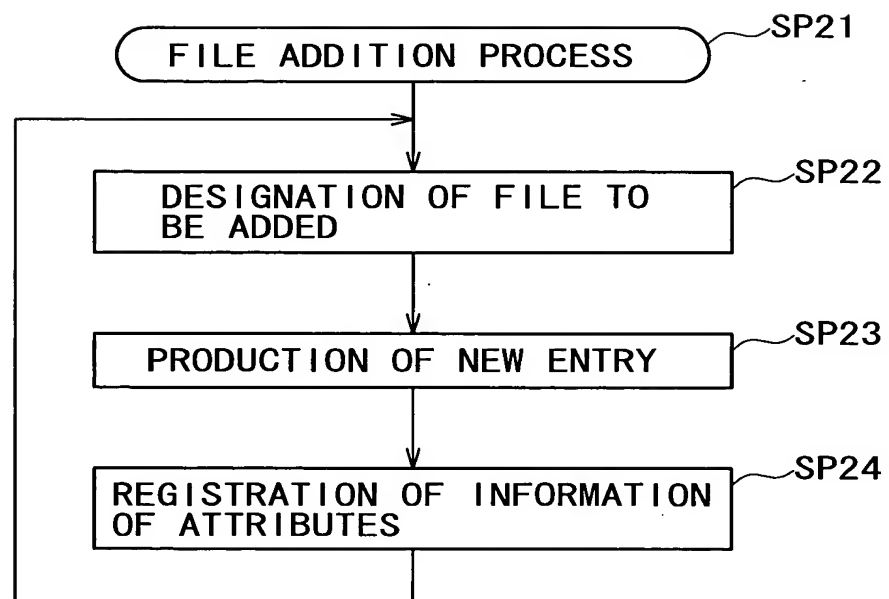 SP21
FILE ADDITION PROCESS
SP22
DESIGNATION OF FILE TO
BE ADDED
SP23
PRODUCTION OF NEW ENTRY
SP24
REGISTRATION OF INFORMATION
OF ATTRIBUTES